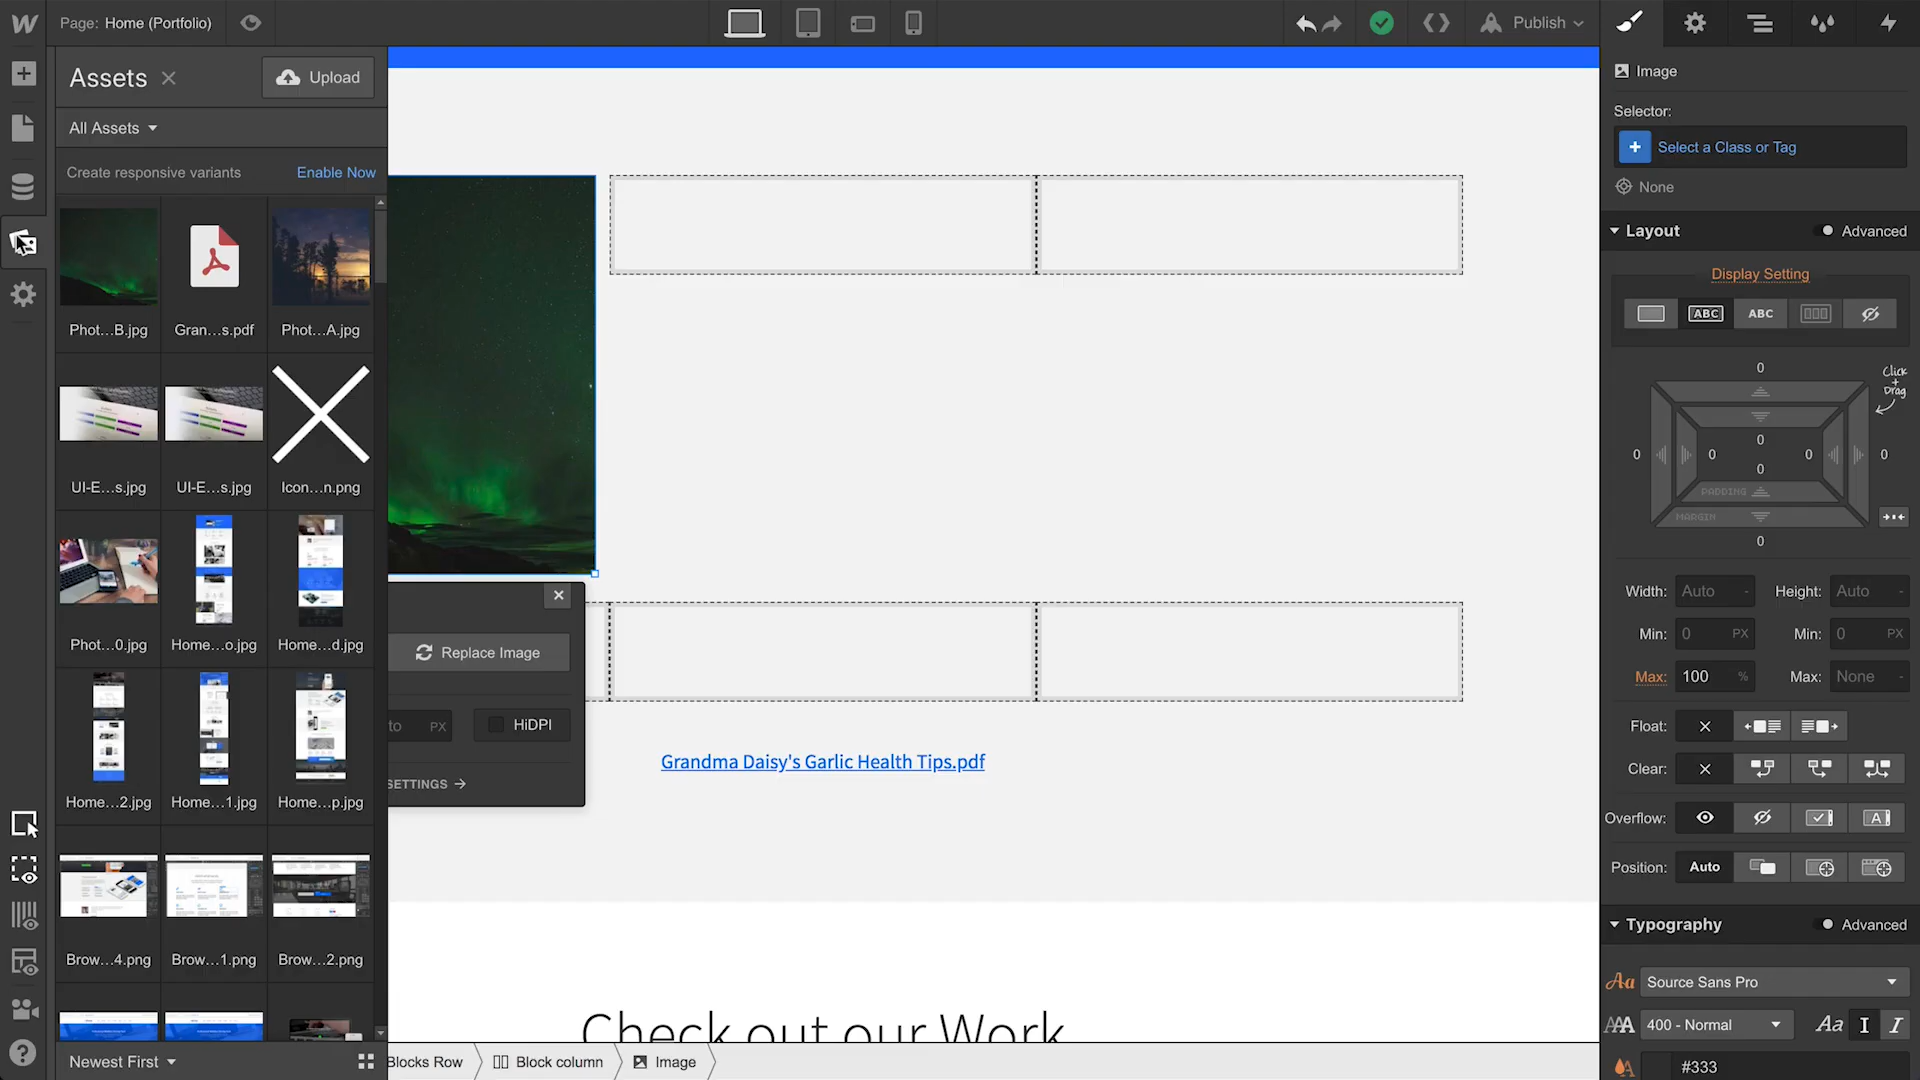 Page: Home (Portfolio)
Publish
Assets
Upload
All Assets
Create responsive variants Enable Now
Phot...B.jpg
Gran...s.pdf
Phot...A.jpg
UI-E...s.jpg
UI-E...s.jpg
Icon...n.png
Phot...0.jpg
Home...o.jpg
Home...d.jpg
Home...2.jpg
Home...1.jpg
Home...p.jpg
Brow...4.png
Brow...1.png
Brow...2.png
Newest First
Replace Image
to PX
HiDPI
SETTINGS
Grandma Daisy's Garlic Health Tips.pdf
Check out our Work
Blocks Row
Block column
Image
Image
Selector:
Select a Class or Tag
None
Layout
Advanced
Display Setting
ABC
ABC
0
Click
+
Drag
0
0
0
0
0
0
PADDING
MARGIN
0
Width: Auto -
Height: Auto -
Min: 0 PX
Min: 0 PX
Max: 100 %
Max: None -
Float:
Clear:
Overflow:
A
Position: Auto
Typography
Advanced
Aa Source Sans Pro
AAA 400 - Normal
Aa I I
A #333